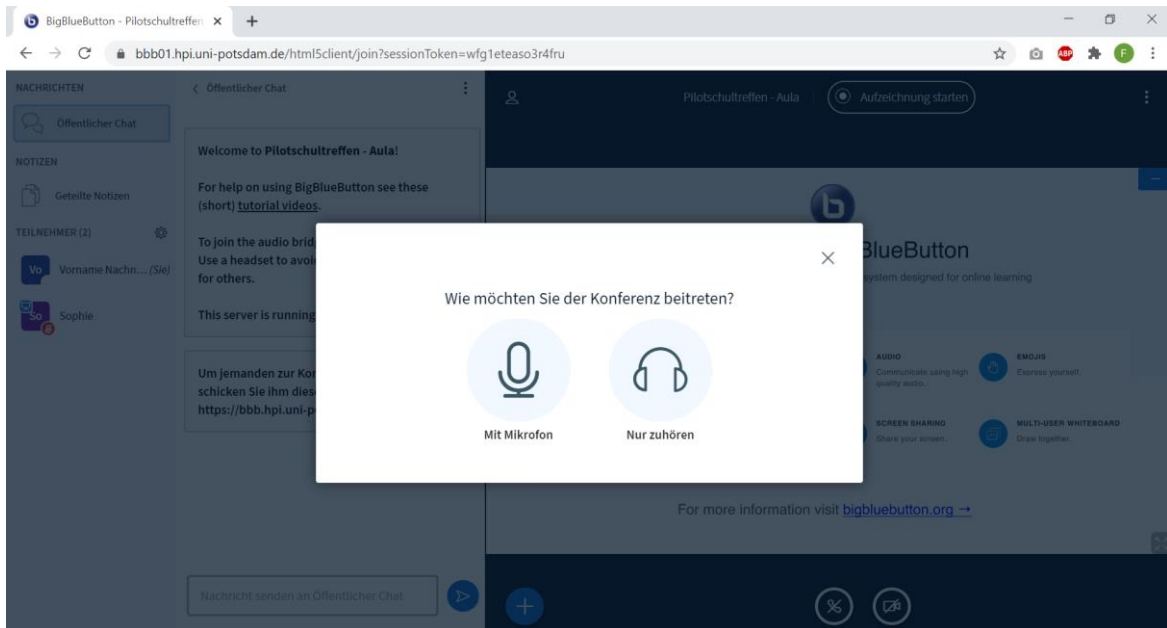 BigBlueButton - Pilotschultreffen
bbb01.hpi.uni-potsdam.de/html5client/join?sessionToken=wfg1eteaso3r4fru
ABP
F
NACHRICHTEN
Öffentlicher Chat
NOTIZEN
Geteilte Notizen
TEILNEHMER (2)
Vo Vorname Nachn... (Sie)
So Sophie
Öffentlicher Chat
Welcome to Pilotschultreffen - Aula!
For help on using BigBlueButton see these
(short) tutorial videos.
To join the audio brid
Use a headset to avoi
for others.
This server is running
Um jemanden zur Kor
schicken Sie ihm dies
https://bbb.hpi.uni-p
Nachricht senden an Öffentlicher Chat
Pilotschultreffen - Aula
Aufzeichnung starten
b
BlueButton
system designed for online learning
AUDIO
Communicate using high
quality audio.
EMOJIS
Express yourself.
SCREEN SHARING
Share your screen.
MULTI-USER WHITEBOARD
Draw together.
For more information visit bigbluebutton.org →
Wie möchten Sie der Konferenz beitreten?
Mit Mikrofon
Nur zuhören